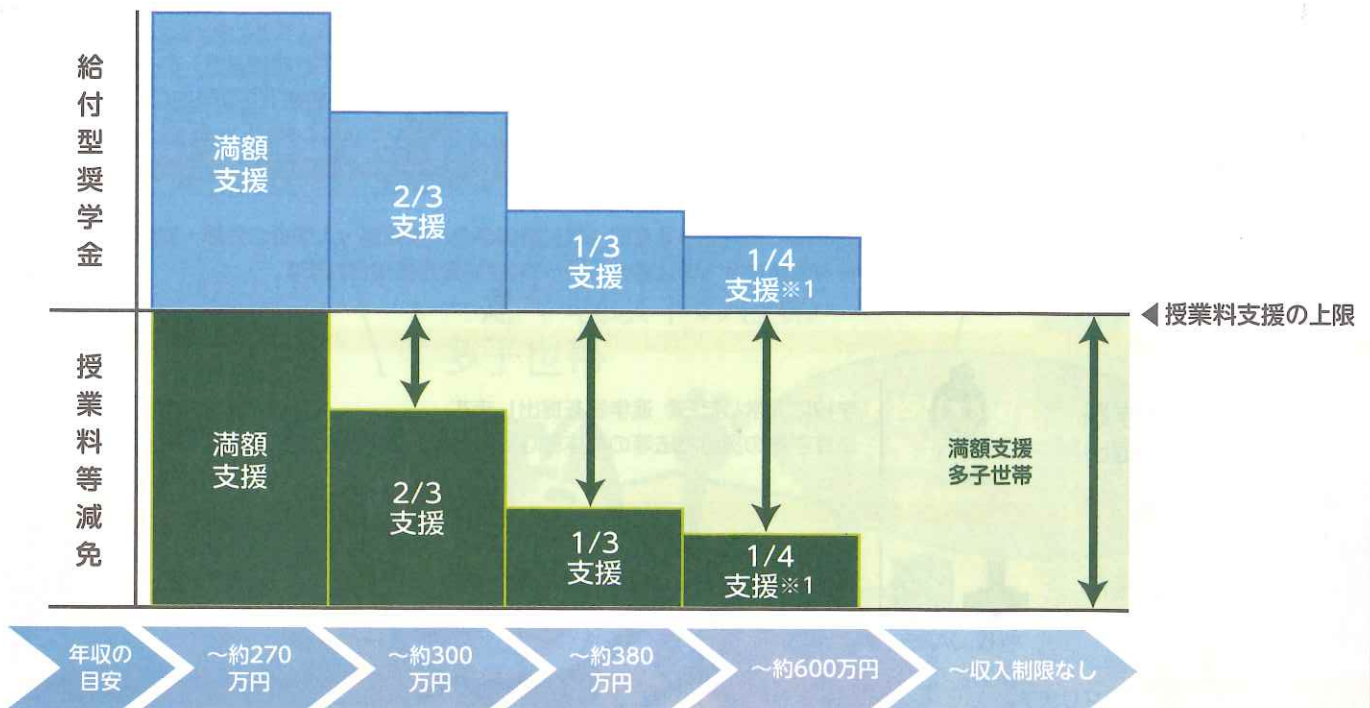 給付型奨学金
満額
支援
2/3
支援
1/3
支援
1/4
支援※1
◀授業料支援の上限
授業料等減免
満額
支援
2/3
支援
1/3
支援
1/4
支援※1
満額支援
多子世帯
年収の
目安
～約270
万円
～約300
万円
～約380
万円
～約600万円
～収入制限なし